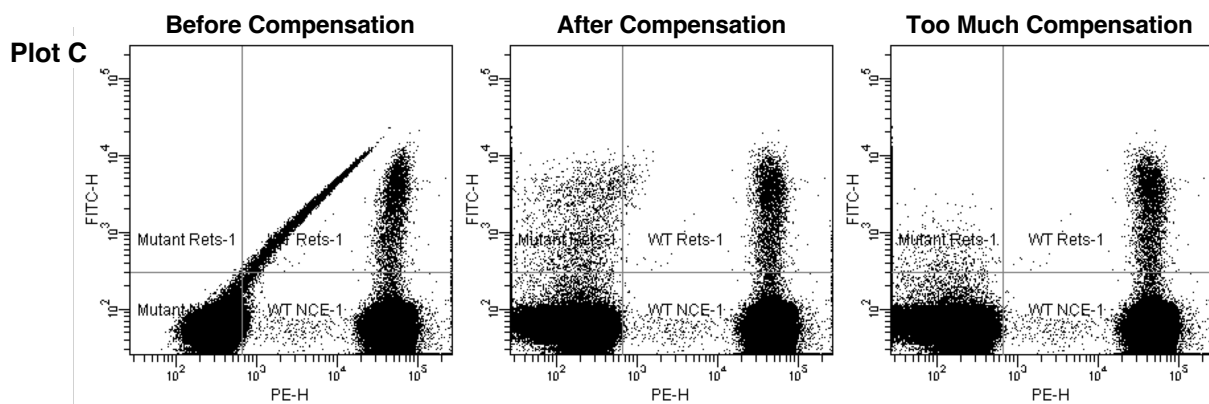 Before Compensation
After Compensation
Too Much Compensation
Plot C
FITC-H
10^5
10^4
10^3
10^2
Mutant Rets-1
Rets-1
WT NCE-1
10^2
10^3
10^4
10^5
PE-H
FITC-H
10^5
10^4
10^3
10^2
Mutant Rets-1
WT Rets-1
WT NCE-1
10^2
10^3
10^4
10^5
PE-H
FITC-H
10^5
10^4
10^3
10^2
Mutant Rets-1
WT Rets-1
WT NCE-1
10^2
10^3
10^4
10^5
PE-H